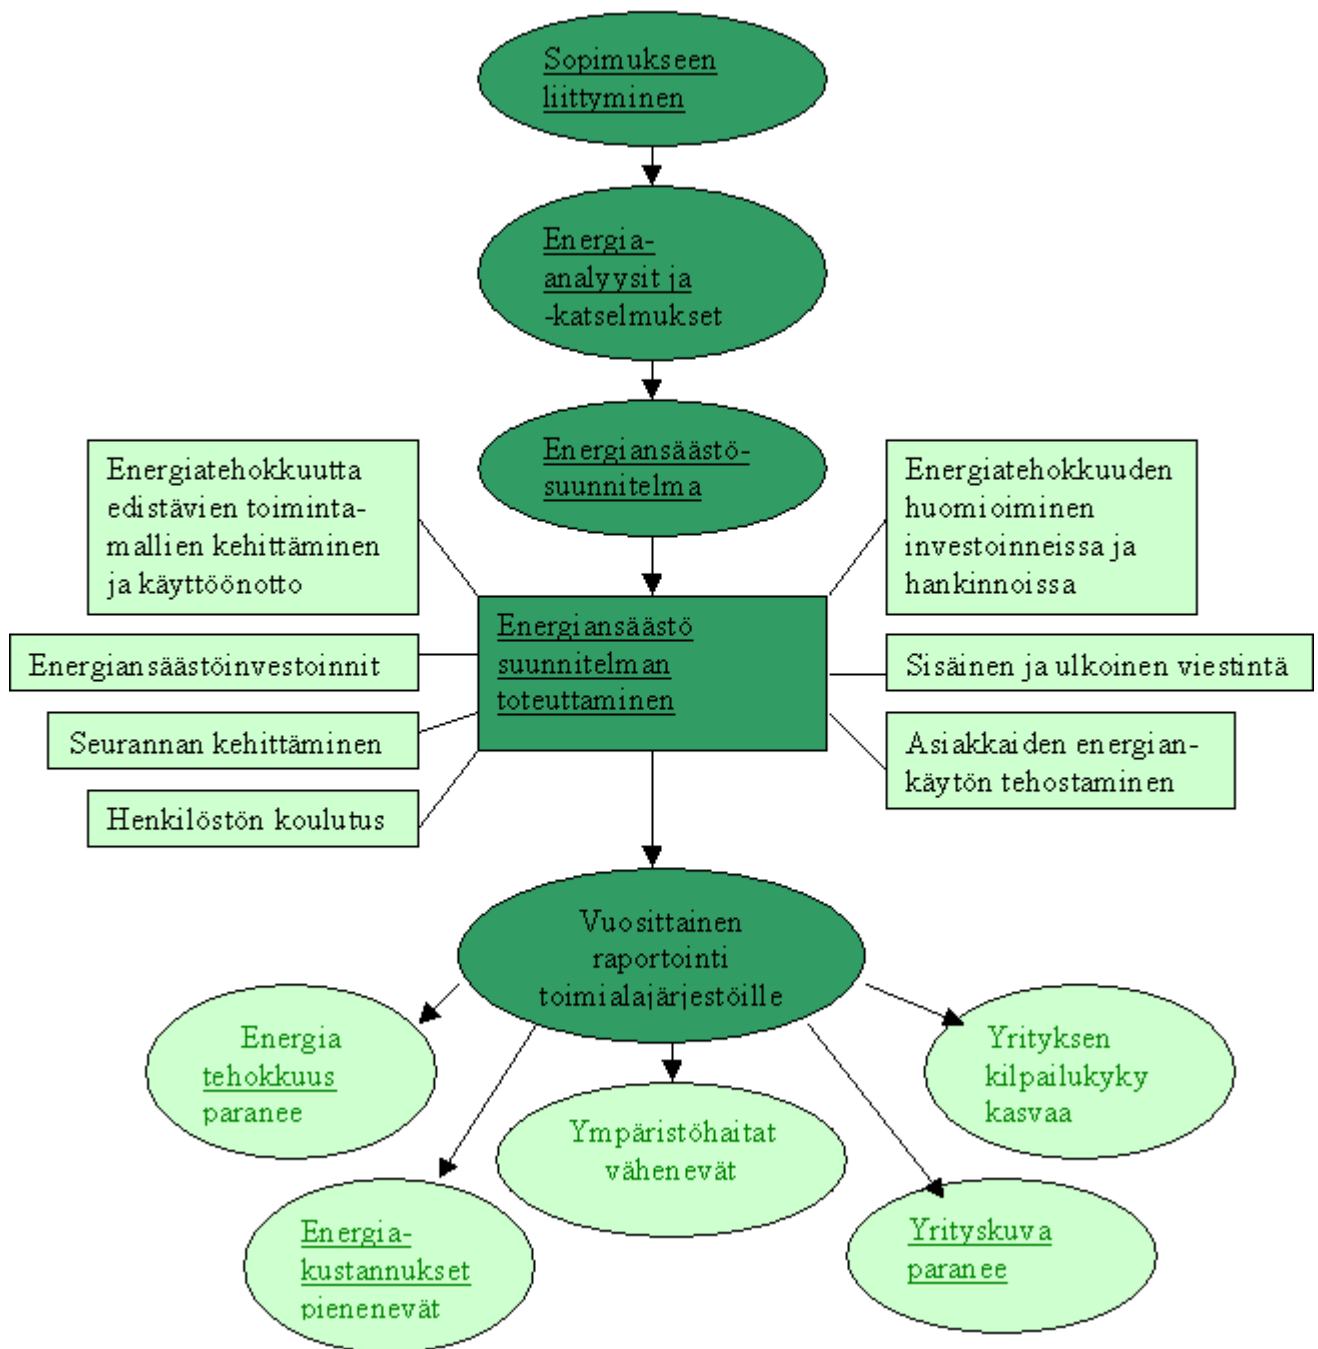 Sopimukseen
liittyminen
Energia-
analyysit ja
-katselmukset
Energiansäästö-
suunnitelma
Energiatehokkuutta
edistävien toiminta-
mallien kehittäminen
ja käyttöönotto
Energiatehokkuuden
huomioiminen
investoinneissa ja
hankinnoissa
Energiansäästö
suunnitelman
toteuttaminen
Energiansäästöinvestoinnit
Sisäinen ja ulkoinen viestintä
Seurannan kehittäminen
Asiakkaiden energian-
käytön tehostaminen
Henkilöstön koulutus
Vuosittainen
raportointi
toimialajärjestöille
Energia
tehokkuus
paranee
Yrityksen
kilpailukyky
kasvaa
Ympäristöhaitat
vähenevät
Energia-
kustannukset
pienenevät
Yrityskuva
paranee